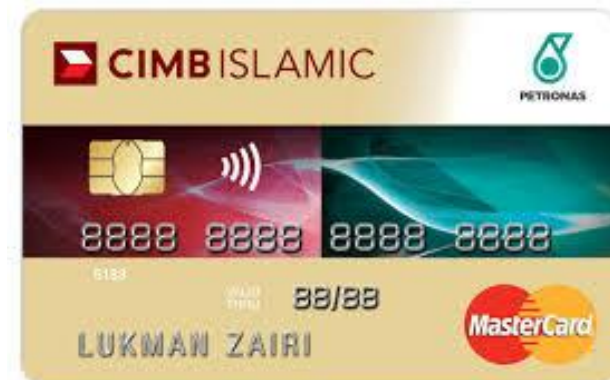 CIMB ISLAMIC
PETRONAS
8888 8888 8888 8888
VALID THRU 88/88
LUKMAN ZAIRI
MasterCard